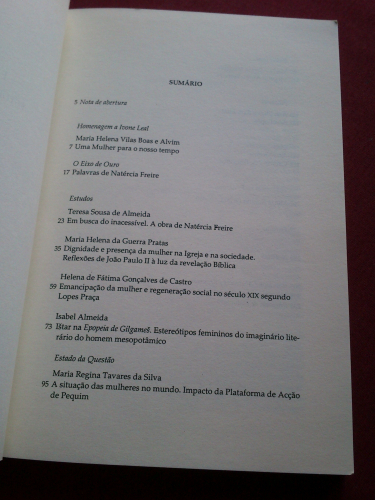 SUMÁRIO
5 Nota de abertura
Homenagem a Ivone Leal
Maria Helena Vilas Boas e Alvim
7 Uma Mulher para o nosso tempo
O Eixo de Ouro
17 Palavras de Natércia Freire
Estudos
Teresa Sousa de Almeida
23 Em busca do inacessível. A obra de Natércia Freire
Maria Helena da Guerra Pratas
35 Dignidade e presença da mulher na Igreja e na sociedade.
Reflexões de João Paulo II à luz da revelação Bíblica
Helena de Fátima Gonçalves de Castro
59 Emancipação da mulher e regeneração social no século XIX segundo
Lopes Praça
Isabel Almeida
73 Ištar na Epopeia de Gilgameš. Estereótipos femininos do imaginário lite-
rário do homem mesopotâmico
Estado da Questão
Maria Regina Tavares da Silva
95 A situação das mulheres no mundo. Impacto da Plataforma de Acção
de Pequim